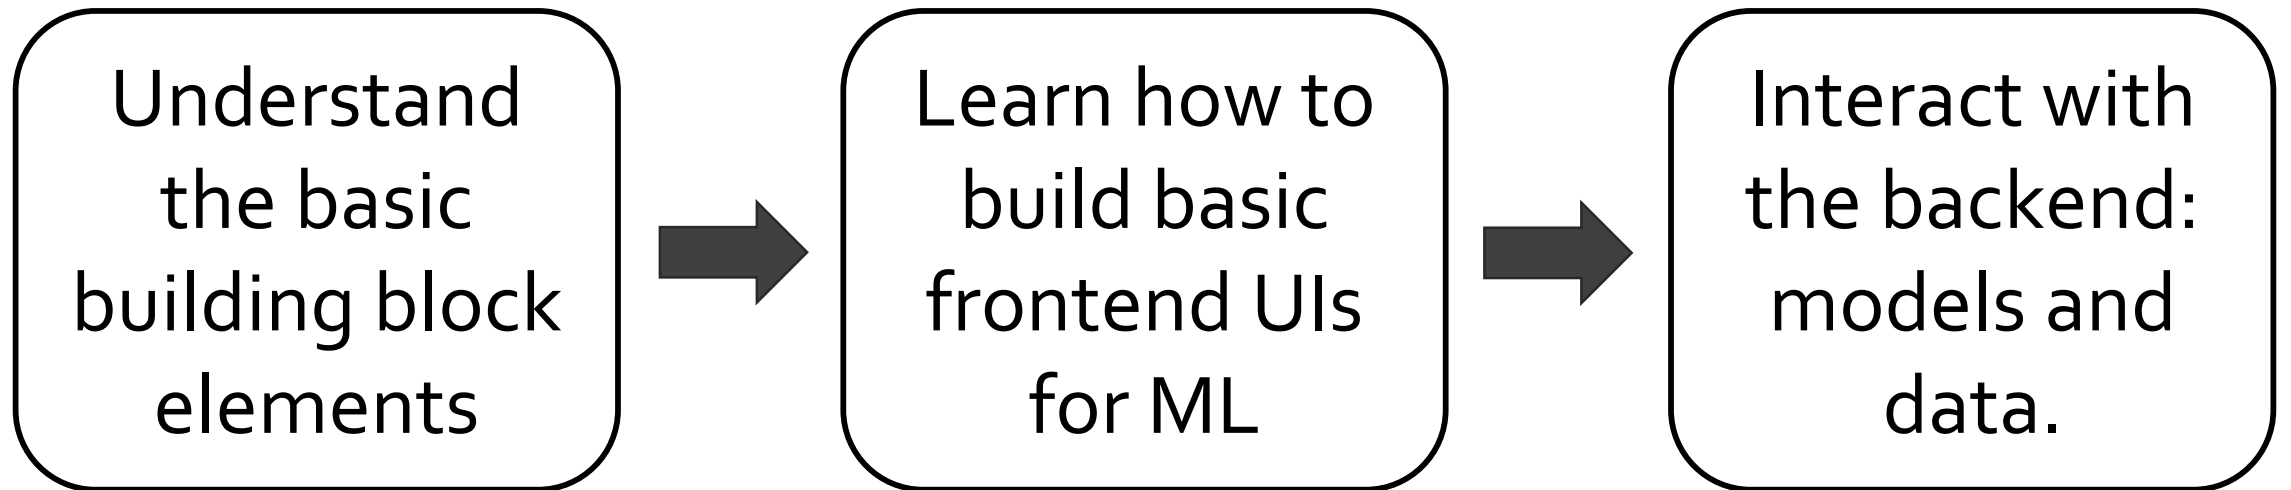 Understand
the basic
building block
elements
Learn how to
build basic
frontend UIs
for ML
Interact with
the backend:
models and
data.